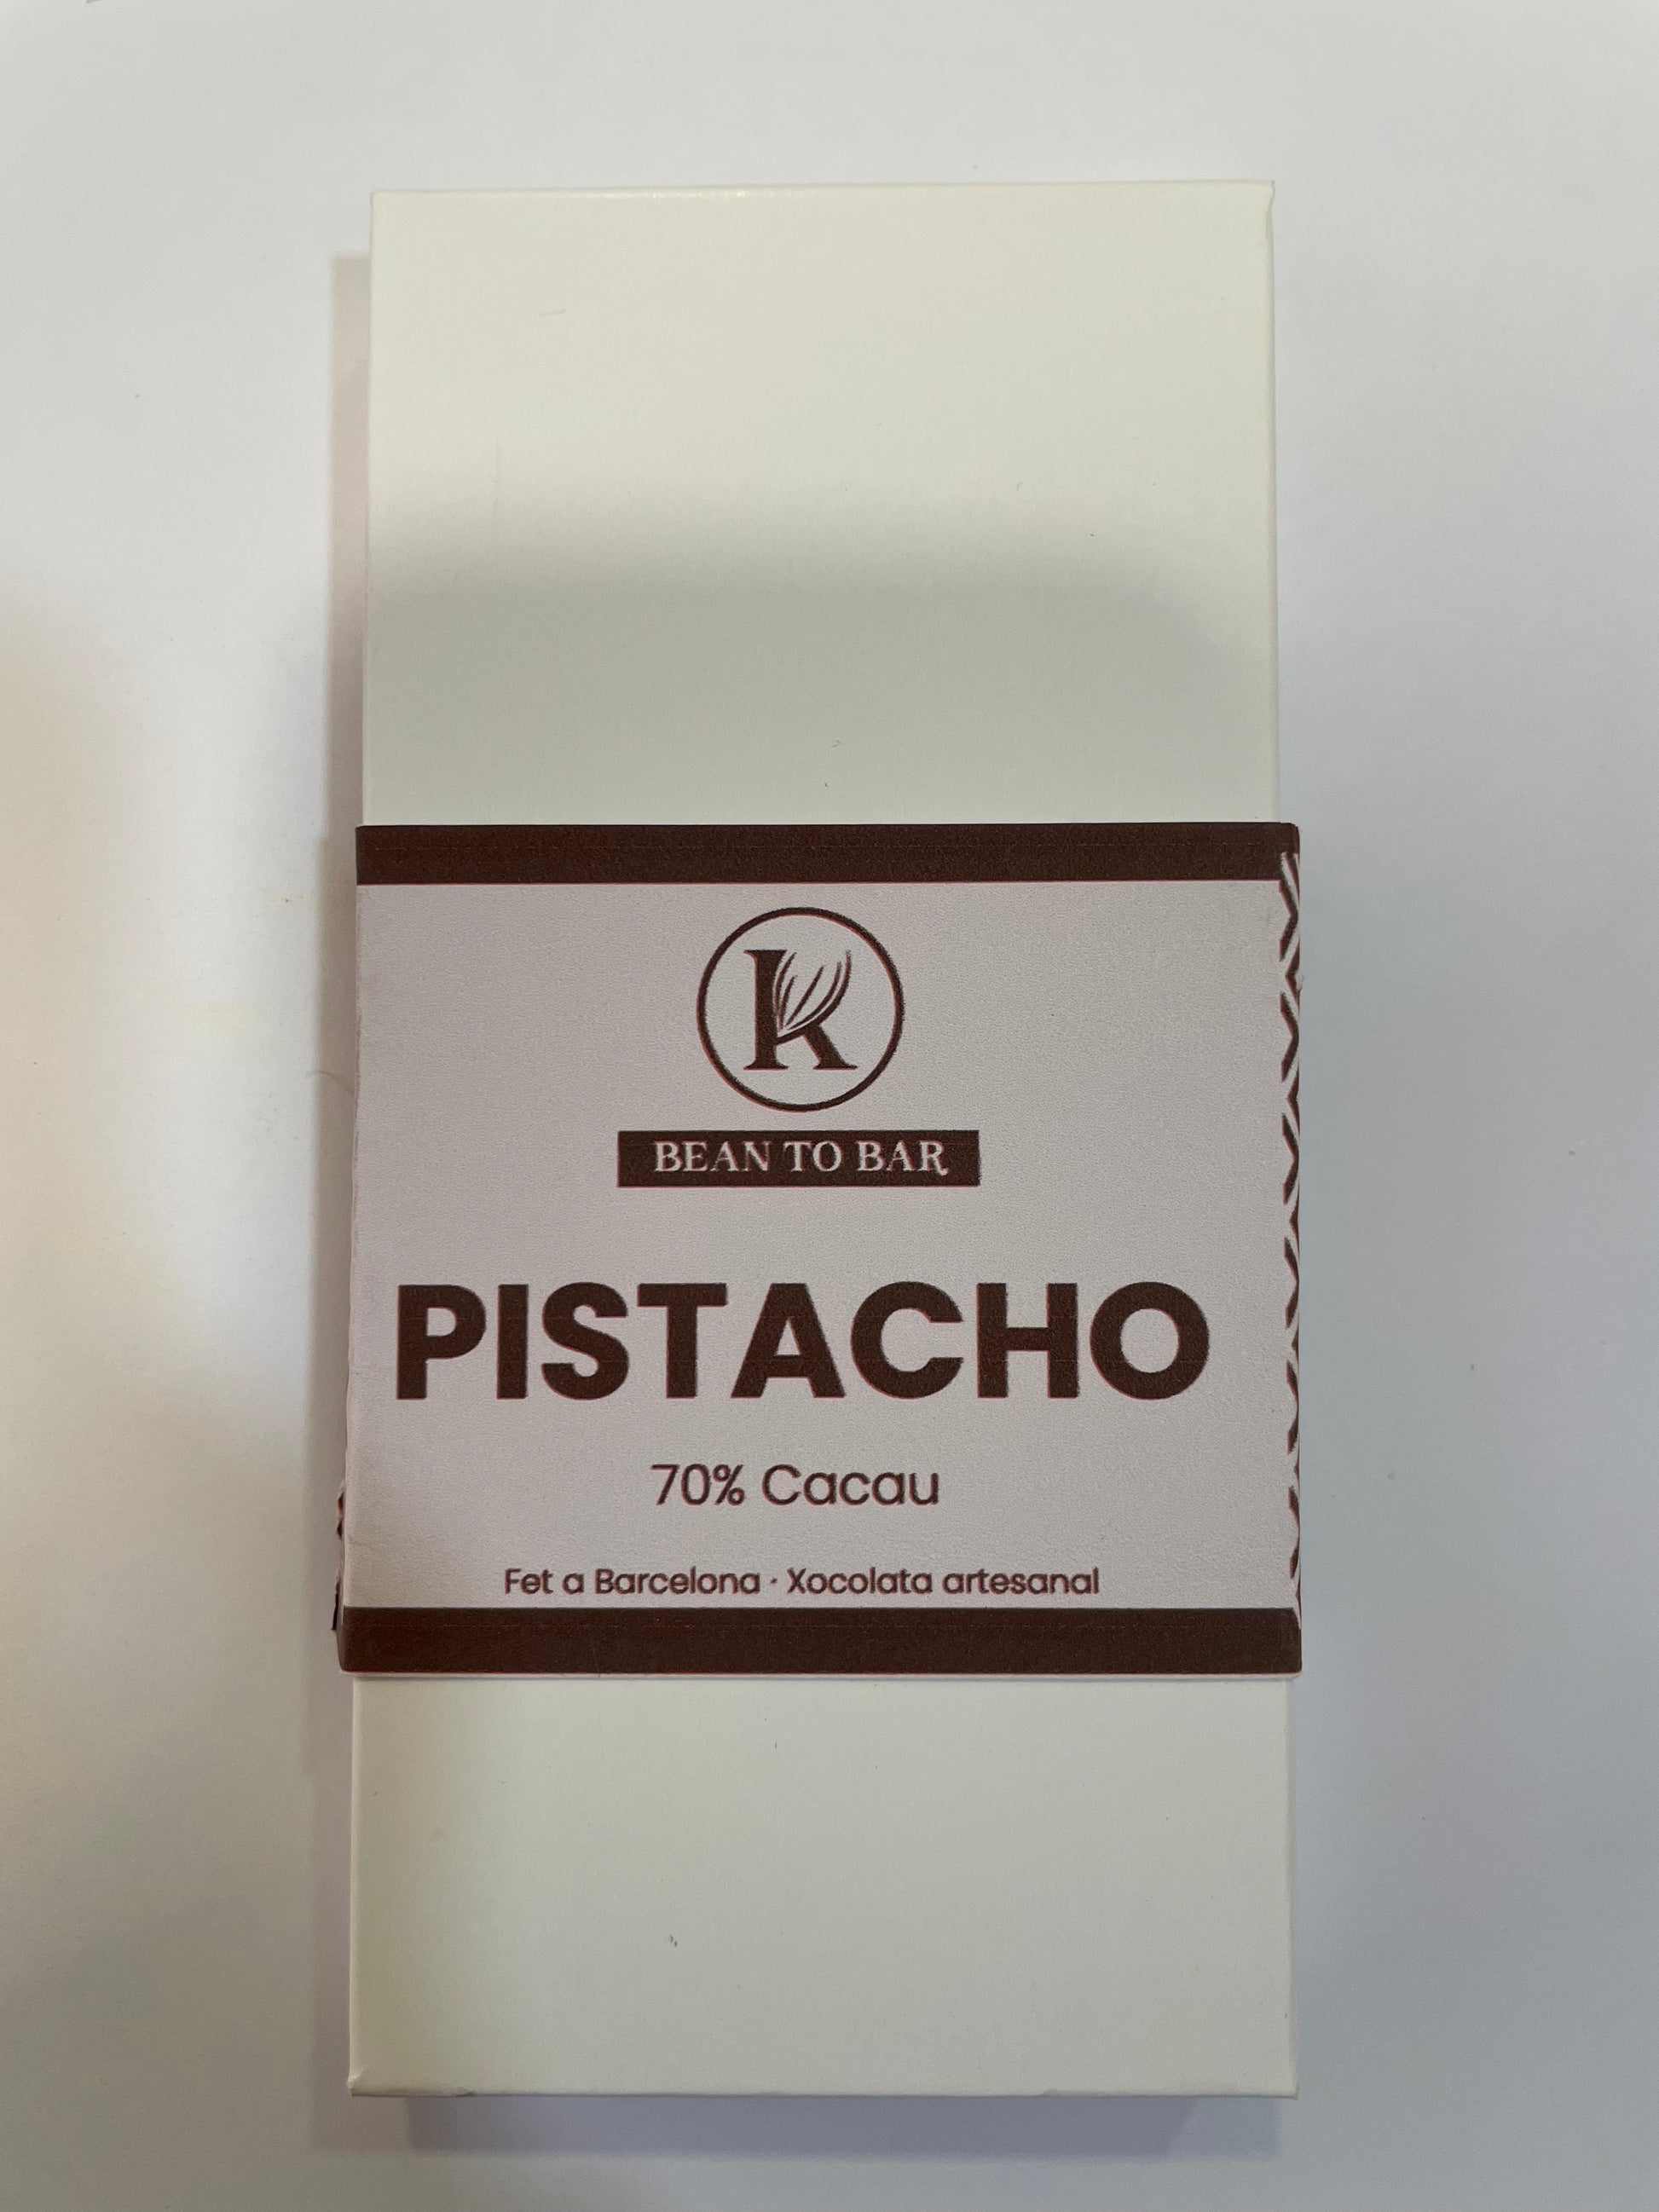 K
BEAN TO BAR
PISTACHO
70% Cacau
Fet a Barcelona · Xocolata artesanal